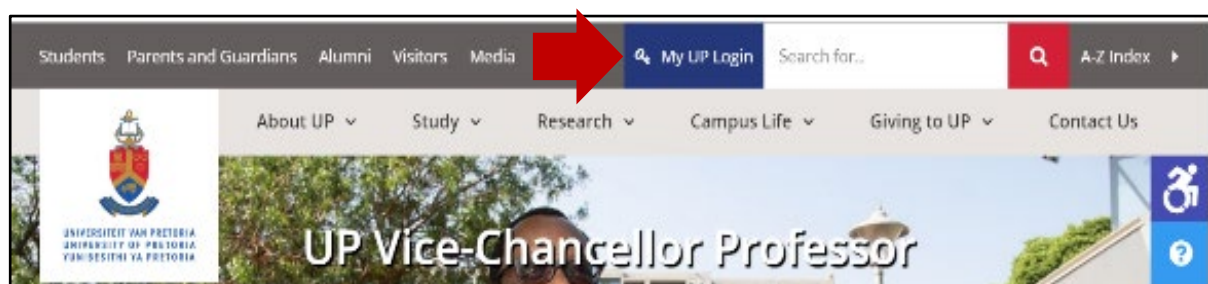 Students Parents and Guardians Alumni Visitors Media My UP Login Search for... A-Z Index
About UP Study Research Campus Life Giving to UP Contact Us
UNIVERSITEIT VAN PRETORIA
UNIVERSITY OF PRETORIA
YUNIBESITHI YA PRETORIA
UP Vice-Chancellor Professor